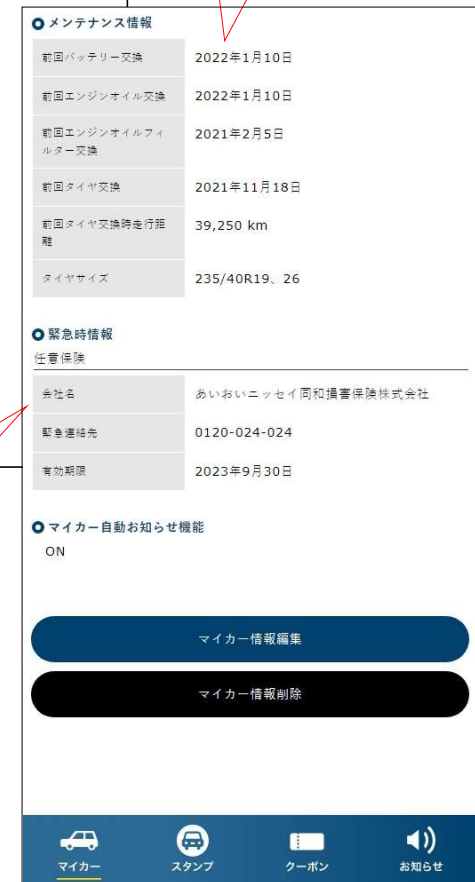 メンテナンス情報
前回バッテリー交換 2022年1月10日
前回エンジンオイル交換 2022年1月10日
前回エンジンオイルフィ
ルター交換 2021年2月5日
前回タイヤ交換 2021年11月18日
前回タイヤ交換時走行距
離 39,250 km
タイヤサイズ 235/40R19、26
緊急時情報
任意保険
会社名 あいおいニッセイ同和損害保険株式会社
緊急連絡先 0120-024-024
有効期限 2023年9月30日
マイカー自動お知らせ機能
ON
マイカー情報編集
マイカー情報削除
マイカー スタンプ クーポン お知らせ